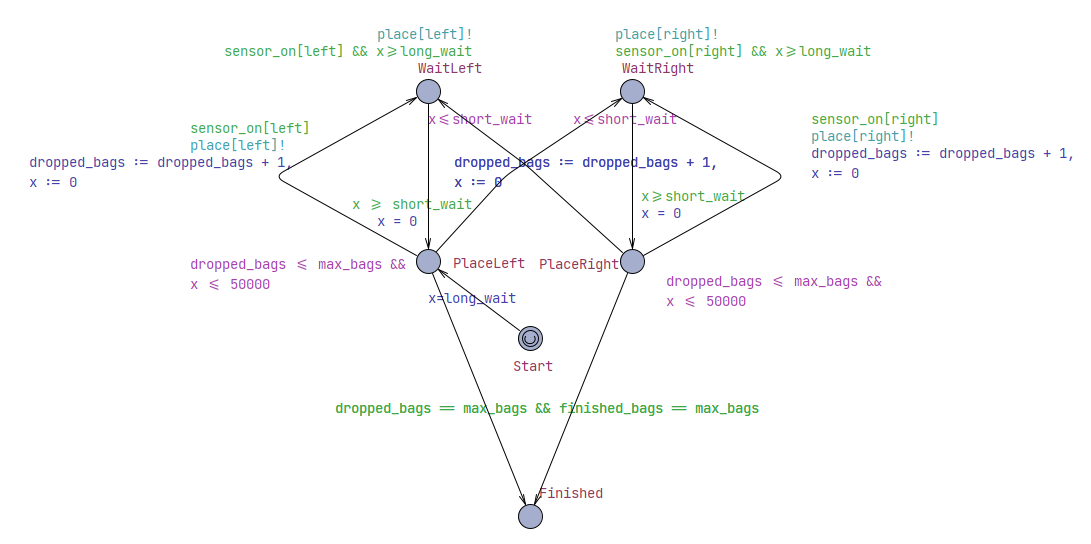 place[left]!
place[right]!
sensor_on[left] && x⩾long_wait
sensor_on[right] && x⩾long_wait
WaitLeft
WaitRight
x⩽short_wait
x⩽short_wait
sensor_on[left]
place[left]!
dropped_bags := dropped_bags + 1,
x := 0
dropped_bags := dropped_bags + 1,
x := 0
sensor_on[right]
place[right]!
dropped_bags := dropped_bags + 1,
x := 0
x ⩾ short_wait
x = 0
x⩾short_wait
x = 0
dropped_bags ⩽ max_bags &&
x ⩽ 50000
PlaceLeft
PlaceRight
dropped_bags ⩽ max_bags &&
x ⩽ 50000
x=long_wait
Start
dropped_bags == max_bags && finished_bags == max_bags
Finished